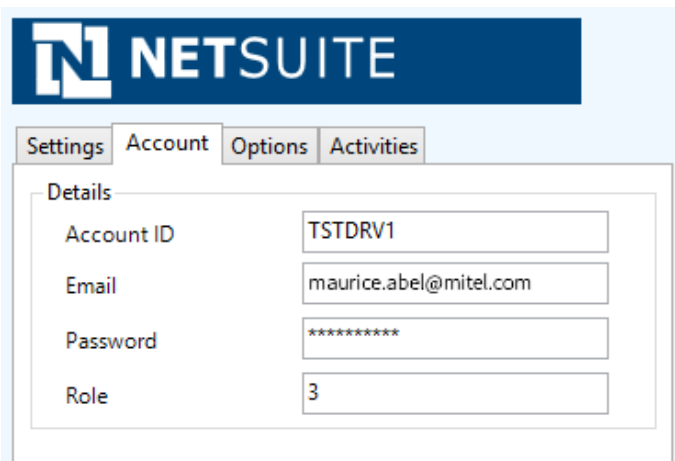 NETSUITE
Settings Account Options Activities
Details
Account ID TSTDRV1
Email maurice.abel@mitel.com
Password **********
Role 3